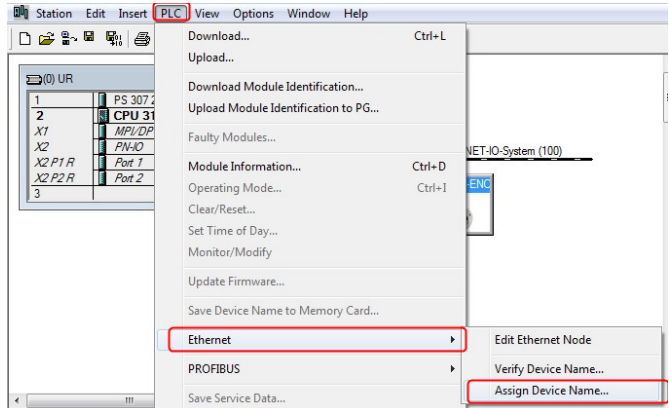 Station Edit Insert PLC View Options Window Help
Download... Ctrl+L
Upload...
Download Module Identification...
Upload Module Identification to PG...
Faulty Modules...
Module Information... Ctrl+D
Operating Mode... Ctrl+I
Clear/Reset...
Set Time of Day...
Monitor/Modify
Update Firmware...
Save Device Name to Memory Card...
Ethernet
PROFIBUS
Save Service Data...
Edit Ethernet Node
Verify Device Name...
Assign Device Name...
(0) UR
1 PS 307 2
2 CPU 31
X1 MPI/DP
X2 PN-IO
X2 P1 R Port 1
X2 P2 R Port 2
3
NET-IO-System (100)
-ENC